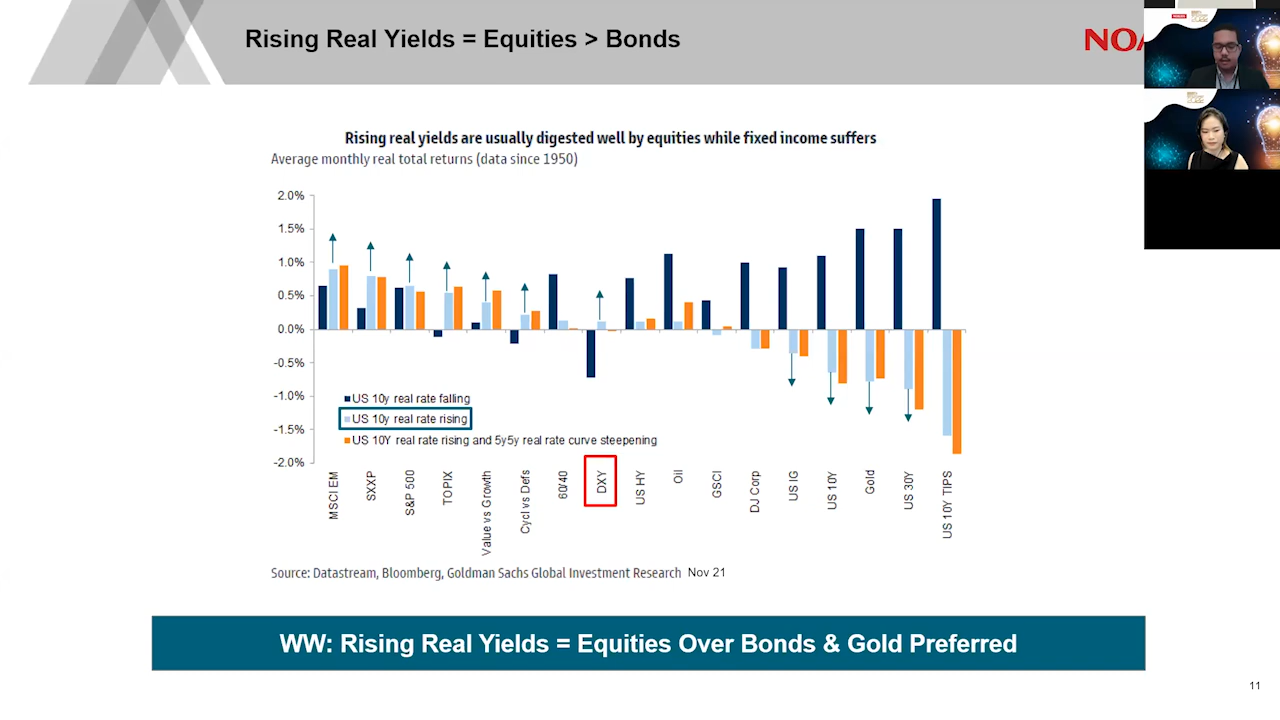 Rising Real Yields = Equities > Bonds
NOA
Rising real yields are usually digested well by equities while fixed income suffers
Average monthly real total returns (data since 1950)
2.0%
1.5%
1.0%
0.5%
0.0%
-0.5%
-1.0%
-1.5%
-2.0%
US 10y real rate falling
US 10y real rate rising
US 10Y real rate rising and 5y5y real rate curve steepening
MSCI EM
SXXP
S&P 500
TOPIX
Value vs Growth
Cycl vs Defs
60/40
DXY
US HY
Oil
GSCI
DJ Corp
US IG
US 10Y
Gold
US 30Y
US 10Y TIPS
Source: Datastream, Bloomberg, Goldman Sachs Global Investment Research Nov 21
WW: Rising Real Yields = Equities Over Bonds & Gold Preferred
11